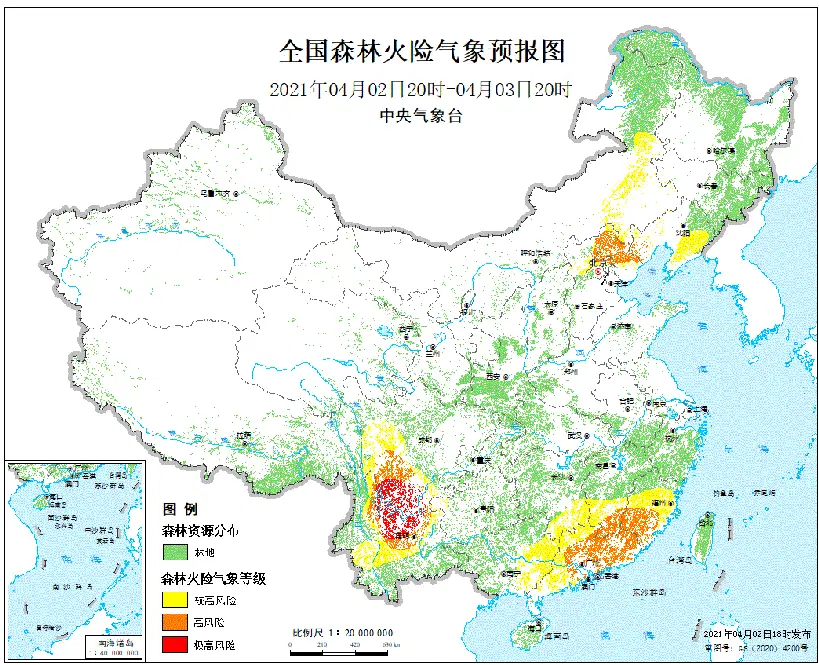 全国森林火险气象预报图
2021年04月02日20时-04月03日20时
中央气象台
哈尔滨
长春
乌鲁木齐
沈阳
呼和浩特
北京
天津
银川
太原
石家庄
西宁
济南
兰州
西安
郑州
合肥
南京
上海
拉萨
成都
武汉
杭州
重庆
南昌
长沙
贵阳
福州
钓鱼岛
赤尾屿
台北
昆明
南宁
广州
香港
澳门
台湾岛
东沙群岛
海口
海南岛
图 例
森林资源分布
林地
森林火险气象等级
较高风险
高风险
极高风险
比例尺 1:20 000 000
南海诸岛
2021年04月02日18时发布
审图号:GS (2020) 4200号